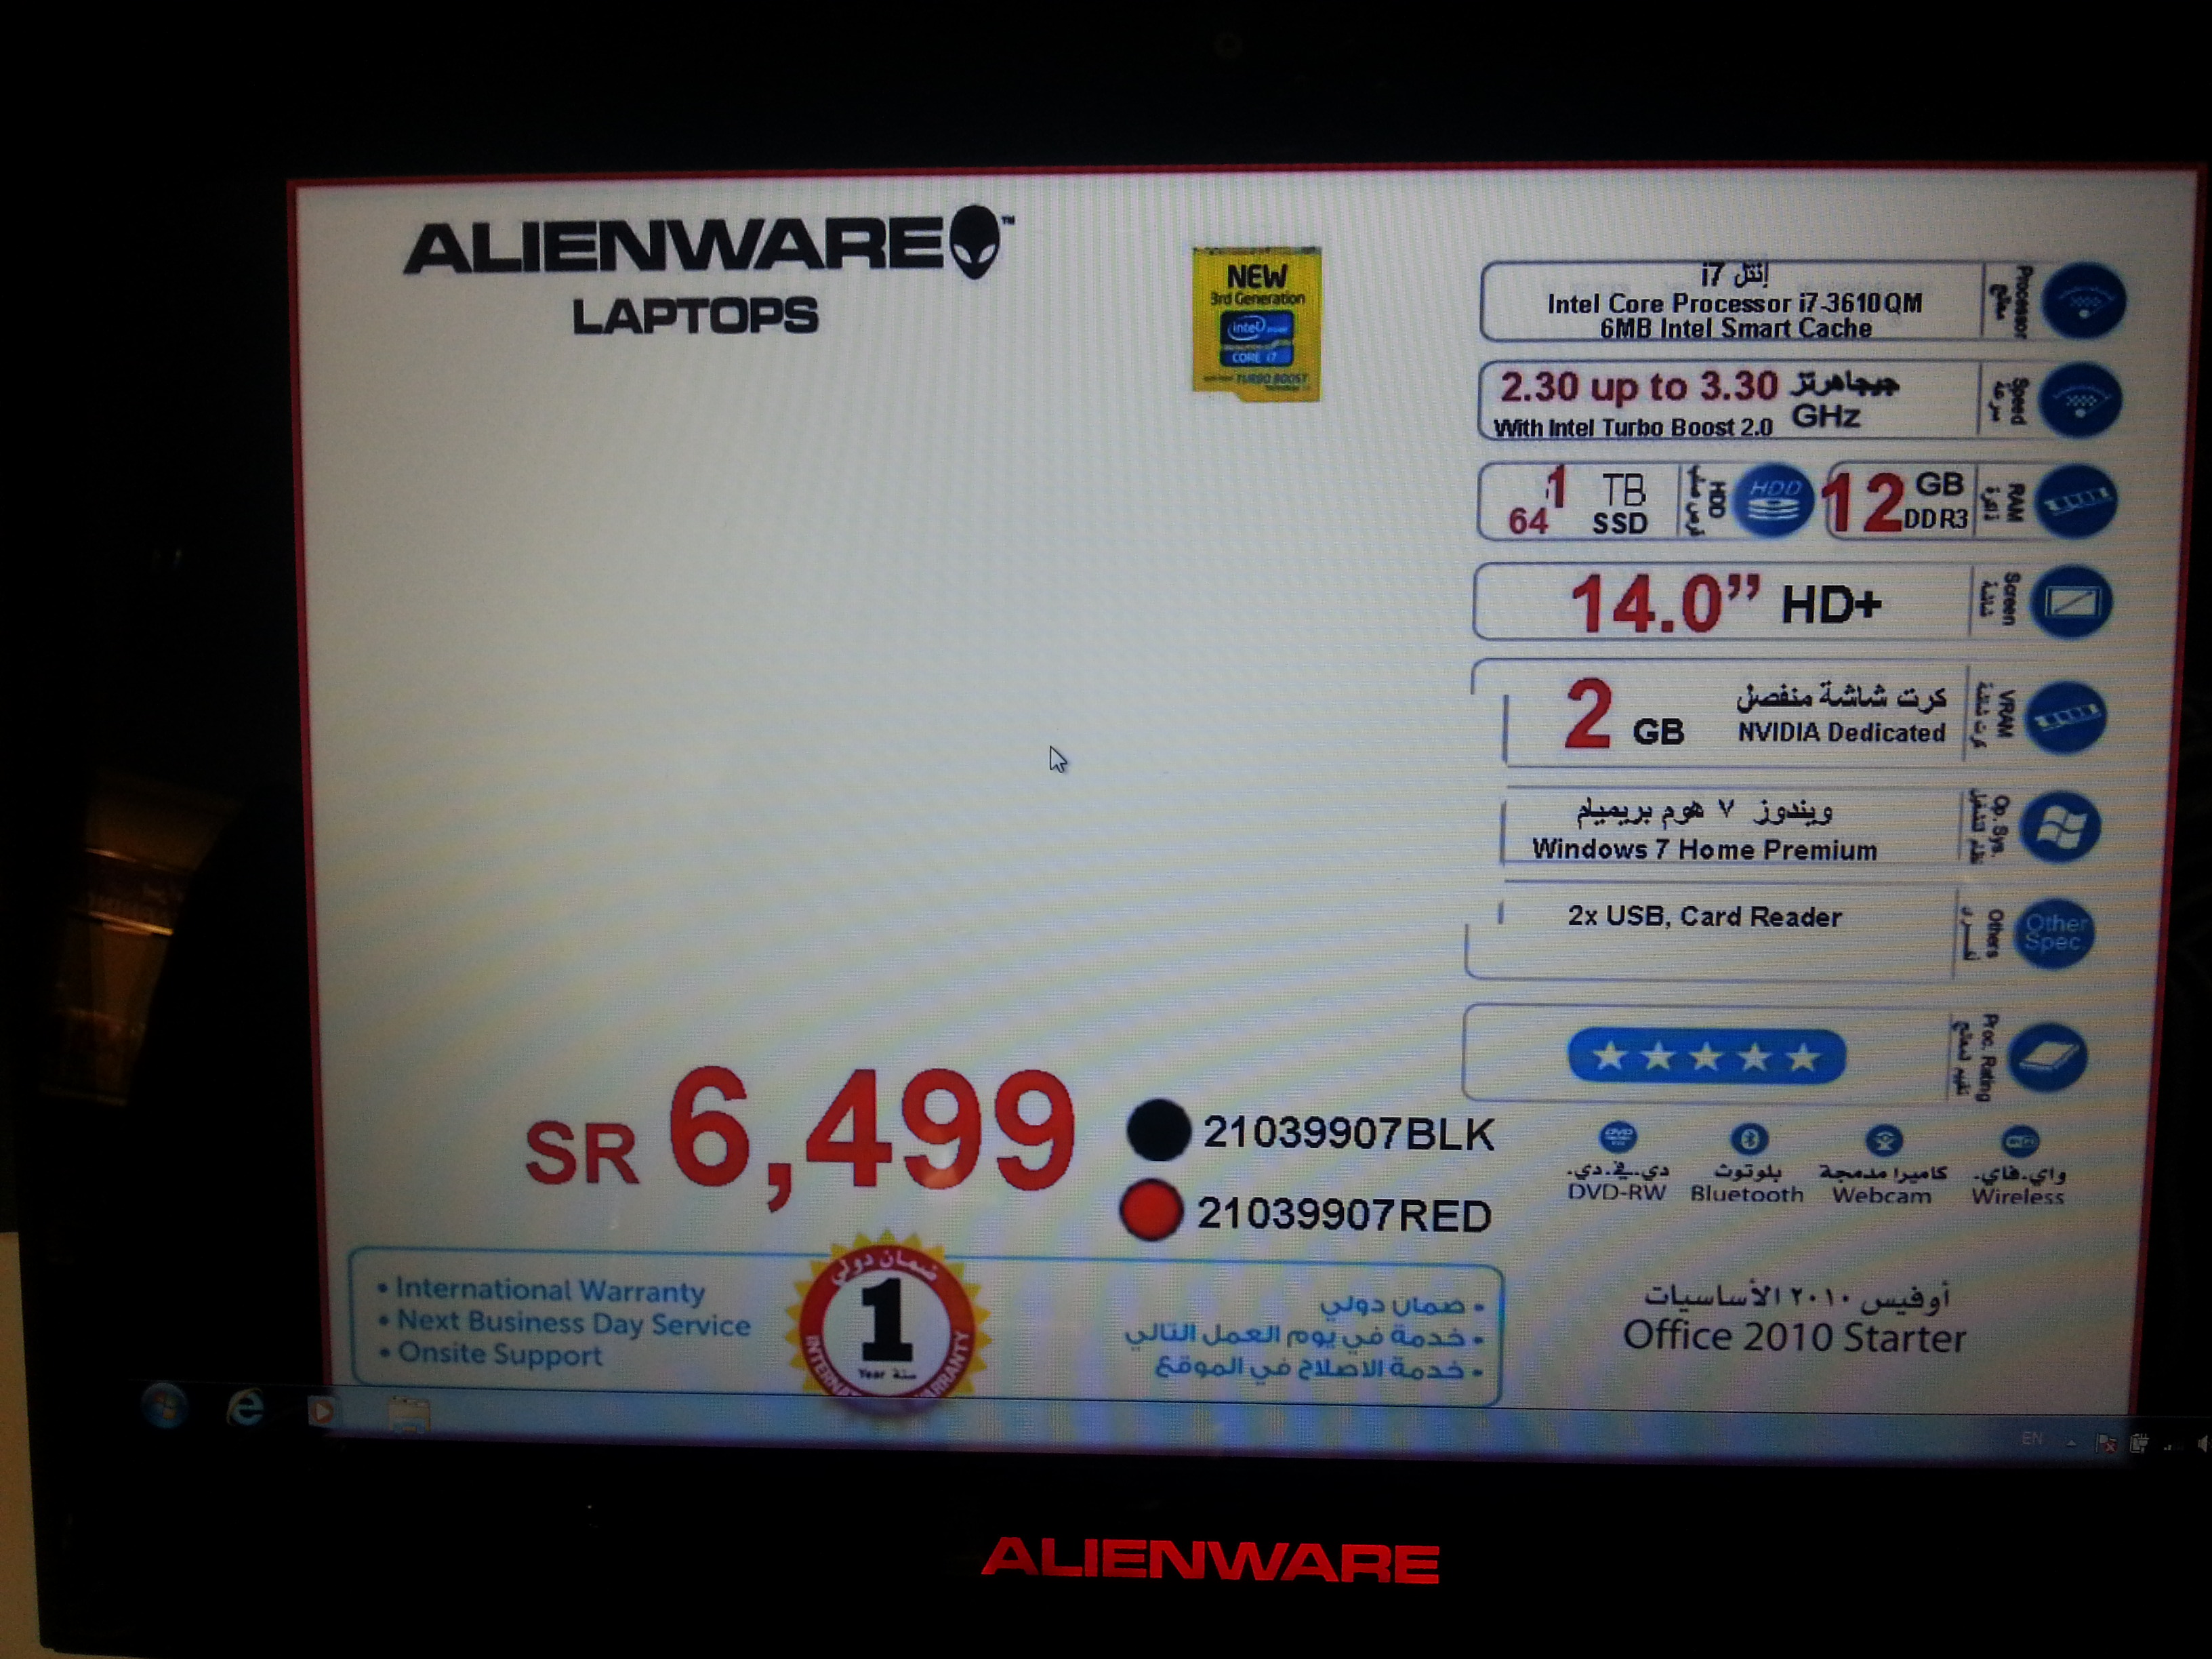 ALIENWARE™
LAPTOPS
NEW
3rd Generation
intel
CORE i7
TURBO BOOST
إنتل i7
Intel Core Processor i7-3610QM
6MB Intel Smart Cache
Processor
معالج
2.30 up to 3.30 جيجاهرتز
GHz
With Intel Turbo Boost 2.0
Speed
سرعة
1 TB
64 SSD
HDD
HDD
12 GB
DDR3
RAM
ذاكرة
14.0” HD+
Screen
شاشة
2 GB
كرت شاشة منفصل
NVIDIA Dedicated
VRAM
كرت شاشة
ويندوز ٧ هوم بريميام
Windows 7 Home Premium
Op. Sys.
نظام تشغيل
2x USB, Card Reader
Others
أخرى
Other
Spec.
Proc. Rating
تقييم المعالج
SR 6,499
21039907BLK
21039907RED
دي.في.دي.
DVD-RW
بلوتوث
Bluetooth
كاميرا مدمجة
Webcam
واي.فاي.
Wireless
• International Warranty
• Next Business Day Service
• Onsite Support
ضمان دولي
1
Year سنة
• ضمان دولي
• خدمة في يوم العمل التالي
• خدمة الاصلاح في الموقع
أوفيس ٢٠١٠ الأساسيات
Office 2010 Starter
EN
ALIENWARE